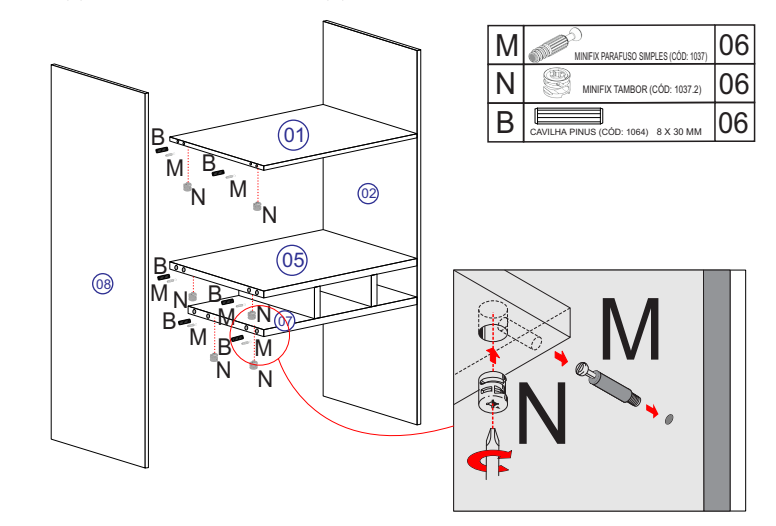 M MINIFIX PARAFUSO SIMPLES (CÓD: 1037) 06
N MINIFIX TAMBOR (CÓD: 1037.2) 06
B CAVILHA PINUS (CÓD: 1064) 8 X 30 MM 06
01
B
B
M
M
N
N
02
05
B
08
M
N
B
N
07
B
M
M
B
M
N
N
M
N